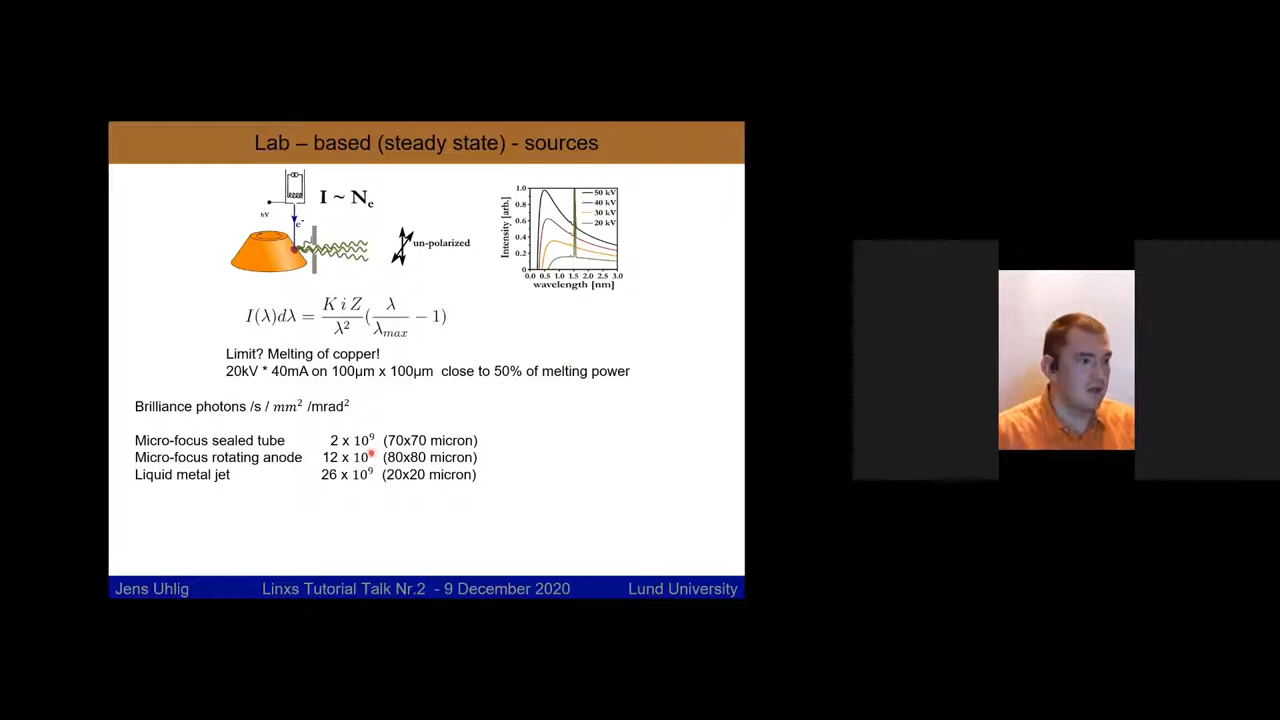 Lab – based (steady state) - sources
I ~ Nₑ
hV
e⁻
un-polarized
Intensity [arb.]
1.0
0.8
0.6
0.4
0.2
0
50 kV
40 kV
30 kV
20 kV
0.0 0.5 1.0 1.5 2.0 2.5 3.0
wavelength [nm]
I(λ)dλ = K i Z / λ² (λ / λmax − 1)
Limit? Melting of copper!
20kV * 40mA on 100µm x 100µm close to 50% of melting power
Brilliance photons /s / mm² /mrad²
Micro-focus sealed tube 2 x 10⁹ (70x70 micron)
Micro-focus rotating anode 12 x 10 (80x80 micron)
Liquid metal jet 26 x 10⁹ (20x20 micron)
Jens Uhlig Linxs Tutorial Talk Nr.2 - 9 December 2020 Lund University